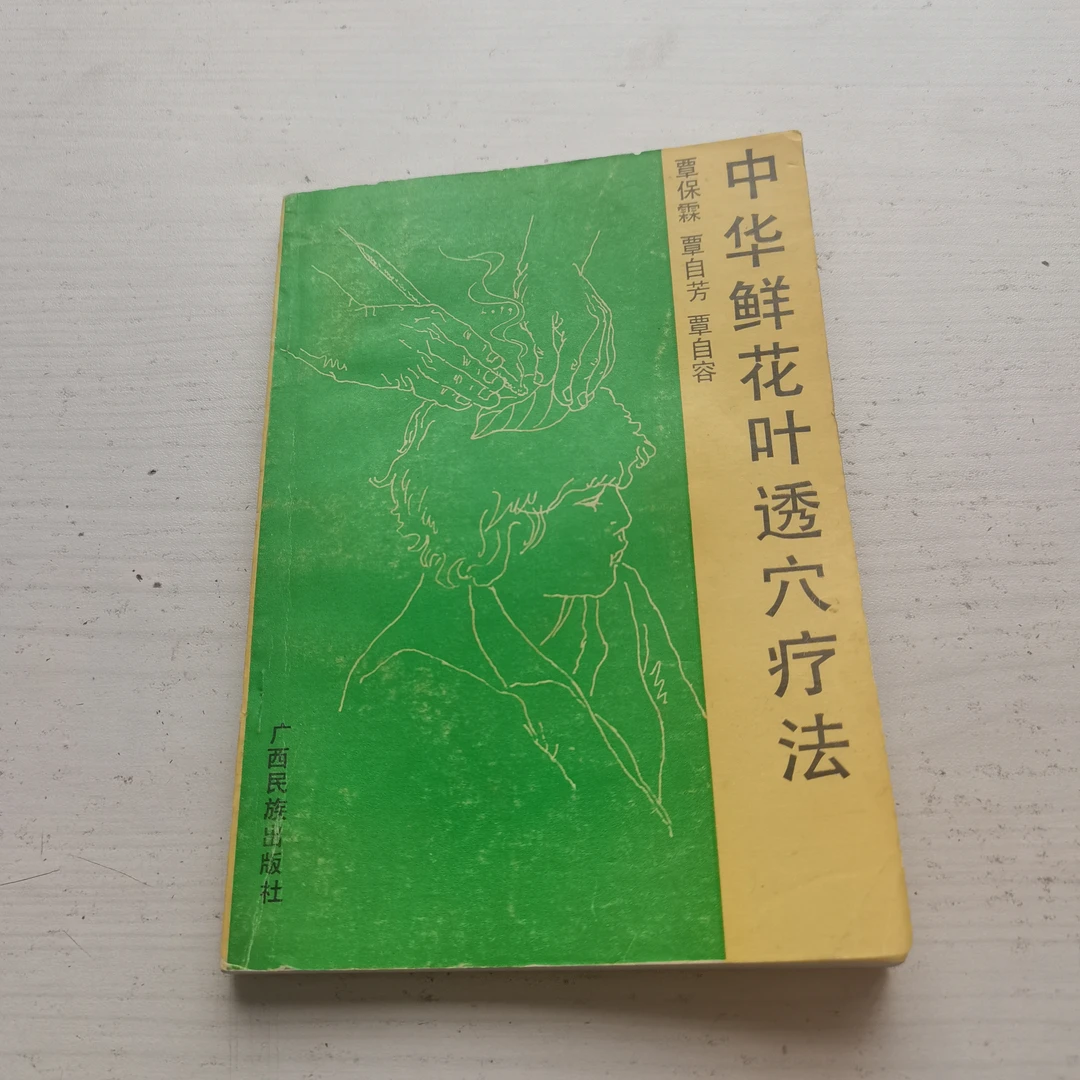 中华鲜花叶透穴疗法
覃保霖 覃自芳 覃自容
广西民族出版社